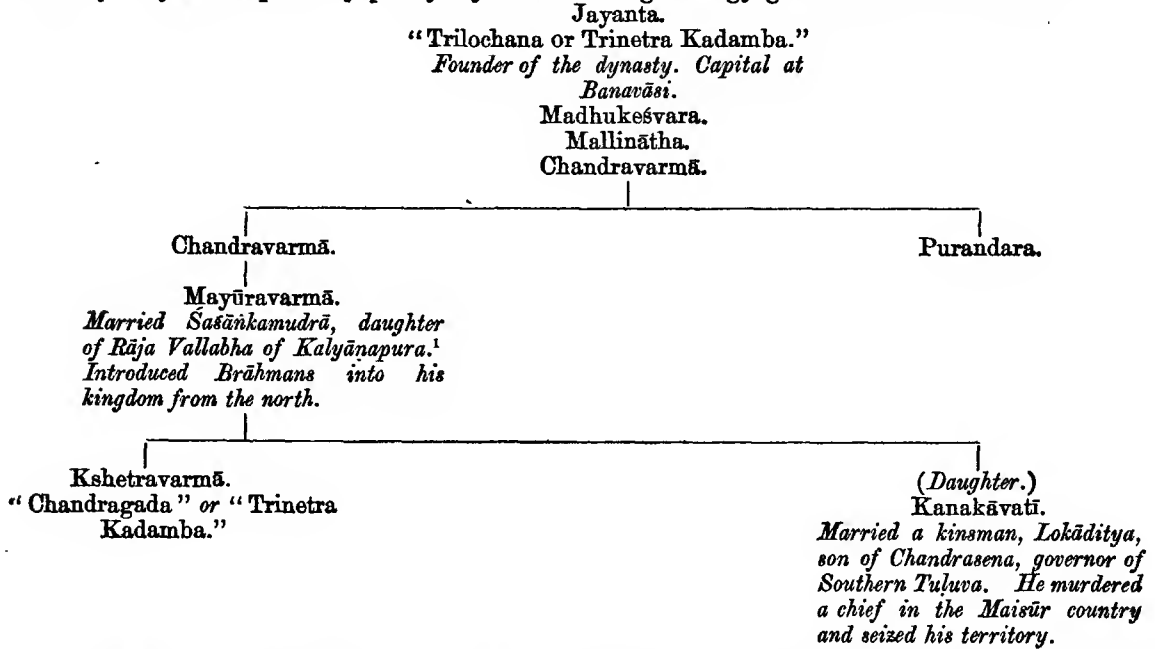 Jayanta.
“Trilochana or Trinetra Kadamba.”
Founder of the dynasty. Capital at
Banavāsi.
Madhukeśvara.
Mallinātha.
Chandravarmā.
Chandravarmā. Purandara.
Mayūravarmā.
Married Śaśāṅkamudrā, daughter
of Rāja Vallabha of Kalyāṇapura.¹
Introduced Brāhmans into his
kingdom from the north.
Kshetravarmā.
“Chandragada” or “Trinetra
Kadamba.”
(Daughter.)
Kanakāvatī.
Married a kinsman, Lokāditya,
son of Chandrasena, governor of
Southern Tuḷuva. He murdered
a chief in the Maisūr country
and seized his territory.